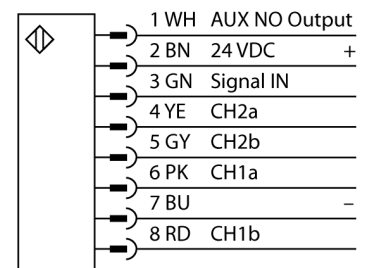 1 WH AUX NO Output
2 BN 24 VDC +
3 GN Signal IN
4 YE CH2a
5 GY CH2b
6 PK CH1a
7 BU –
8 RD CH1b